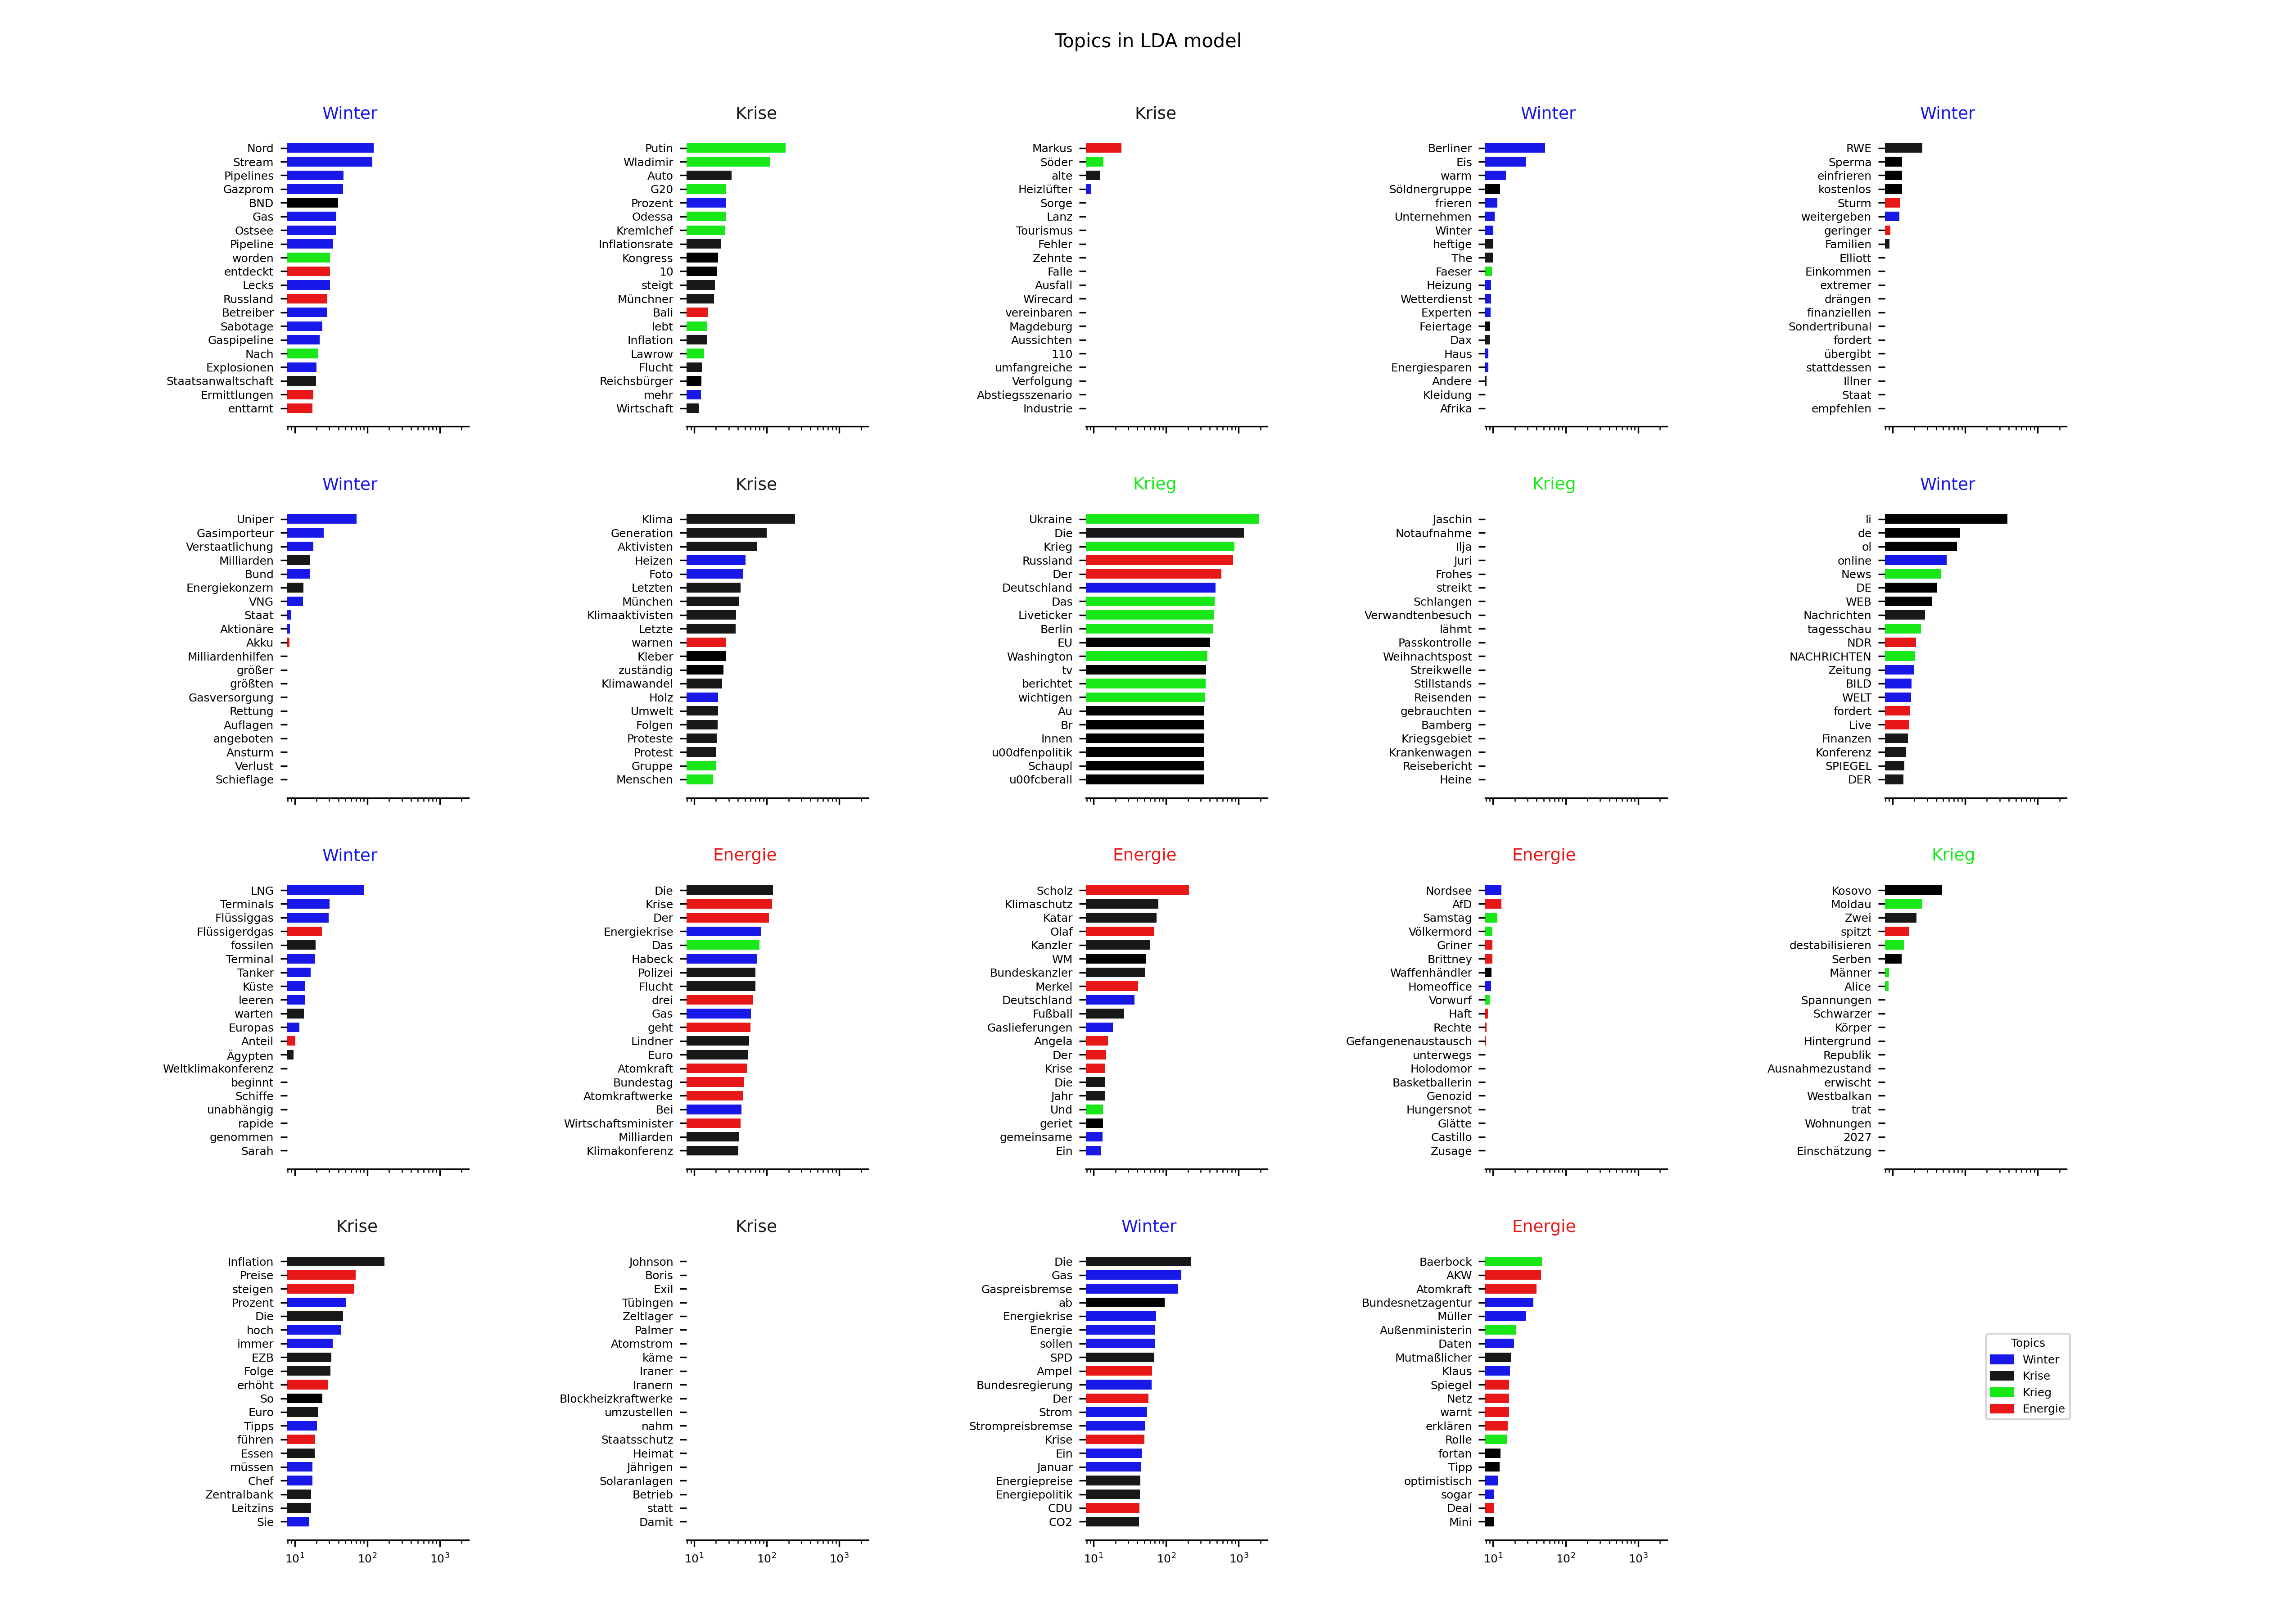 Topics in LDA model
Winter
Nord
Stream
Pipelines
Gazprom
BND
Gas
Ostsee
Pipeline
worden
entdeckt
Lecks
Russland
Betreiber
Sabotage
Gaspipeline
Nach
Explosionen
Staatsanwaltschaft
Ermittlungen
enttarnt
Krise
Putin
Wladimir
Auto
G20
Prozent
Odessa
Kremlchef
Inflationsrate
Kongress
10
steigt
Münchner
Bali
lebt
Inflation
Lawrow
Flucht
Reichsbürger
mehr
Wirtschaft
Krise
Markus
Söder
alte
Heizlüfter
Sorge
Lanz
Tourismus
Fehler
Zehnte
Falle
Ausfall
Wirecard
vereinbaren
Magdeburg
Aussichten
110
umfangreiche
Verfolgung
Abstiegsszenario
Industrie
Winter
Berliner
Eis
warm
Söldnergruppe
frieren
Unternehmen
Winter
heftige
The
Faeser
Heizung
Wetterdienst
Experten
Feiertage
Dax
Haus
Energiesparen
Andere
Kleidung
Afrika
Winter
RWE
Sperma
einfrieren
kostenlos
Sturm
weitergeben
geringer
Familien
Elliott
Einkommen
extremer
drängen
finanziellen
Sondertribunal
fordert
übergibt
stattdessen
Illner
Staat
empfehlen
Winter
Uniper
Gasimporteur
Verstaatlichung
Milliarden
Bund
Energiekonzern
VNG
Staat
Aktionäre
Akku
Milliardenhilfen
größer
größten
Gasversorgung
Rettung
Auflagen
angeboten
Ansturm
Verlust
Schieflage
Krise
Klima
Generation
Aktivisten
Heizen
Foto
Letzten
München
Klimaaktivisten
Letzte
warnen
Kleber
zuständig
Klimawandel
Holz
Umwelt
Folgen
Proteste
Protest
Gruppe
Menschen
Krieg
Ukraine
Die
Krieg
Russland
Der
Deutschland
Das
Liveticker
Berlin
EU
Washington
tv
berichtet
wichtigen
Au
Br
Innen
u00dfenpolitik
Schaupl
u00fcberall
Krieg
Jaschin
Notaufnahme
Ilja
Juri
Frohes
streikt
Schlangen
Verwandtenbesuch
lähmt
Passkontrolle
Weihnachtspost
Streikwelle
Stillstands
Reisenden
gebrauchten
Bamberg
Kriegsgebiet
Krankenwagen
Reisebericht
Heine
Winter
li
de
ol
online
News
DE
WEB
Nachrichten
tagesschau
NDR
NACHRICHTEN
Zeitung
BILD
WELT
fordert
Live
Finanzen
Konferenz
SPIEGEL
DER
Winter
LNG
Terminals
Flüssiggas
Flüssigerdgas
fossilen
Terminal
Tanker
Küste
leeren
warten
Europas
Anteil
Ägypten
Weltklimakonferenz
beginnt
Schiffe
unabhängig
rapide
genommen
Sarah
Energie
Die
Krise
Der
Energiekrise
Das
Habeck
Polizei
Flucht
drei
Gas
geht
Lindner
Euro
Atomkraft
Bundestag
Atomkraftwerke
Bei
Wirtschaftsminister
Milliarden
Klimakonferenz
Energie
Scholz
Klimaschutz
Katar
Olaf
Kanzler
WM
Bundeskanzler
Merkel
Deutschland
Fußball
Gaslieferungen
Angela
Der
Krise
Die
Jahr
Und
geriet
gemeinsame
Ein
Energie
Nordsee
AfD
Samstag
Völkermord
Griner
Brittney
Waffenhändler
Homeoffice
Vorwurf
Haft
Rechte
Gefangenenaustausch
unterwegs
Holodomor
Basketballerin
Genozid
Hungersnot
Glätte
Castillo
Zusage
Krieg
Kosovo
Moldau
Zwei
spitzt
destabilisieren
Serben
Männer
Alice
Spannungen
Schwarzer
Körper
Hintergrund
Republik
Ausnahmezustand
erwischt
Westbalkan
trat
Wohnungen
2027
Einschätzung
Krise
Inflation
Preise
steigen
Prozent
Die
hoch
immer
EZB
Folge
erhöht
So
Euro
Tipps
führen
Essen
müssen
Chef
Zentralbank
Leitzins
Sie
10¹ 10² 10³
Krise
Johnson
Boris
Exil
Tübingen
Zeltlager
Palmer
Atomstrom
käme
Iraner
Iranern
Blockheizkraftwerke
umzustellen
nahm
Staatsschutz
Heimat
Jährigen
Solaranlagen
Betrieb
statt
Damit
10¹ 10² 10³
Winter
Die
Gas
Gaspreisbremse
ab
Energiekrise
Energie
sollen
SPD
Ampel
Bundesregierung
Der
Strom
Strompreisbremse
Krise
Ein
Januar
Energiepreise
Energiepolitik
CDU
CO2
10¹ 10² 10³
Energie
Baerbock
AKW
Atomkraft
Bundesnetzagentur
Müller
Außenministerin
Daten
Mutmaßlicher
Klaus
Spiegel
Netz
warnt
erklären
Rolle
fortan
Tipp
optimistisch
sogar
Deal
Mini
10¹ 10² 10³
Topics
Winter
Krise
Krieg
Energie